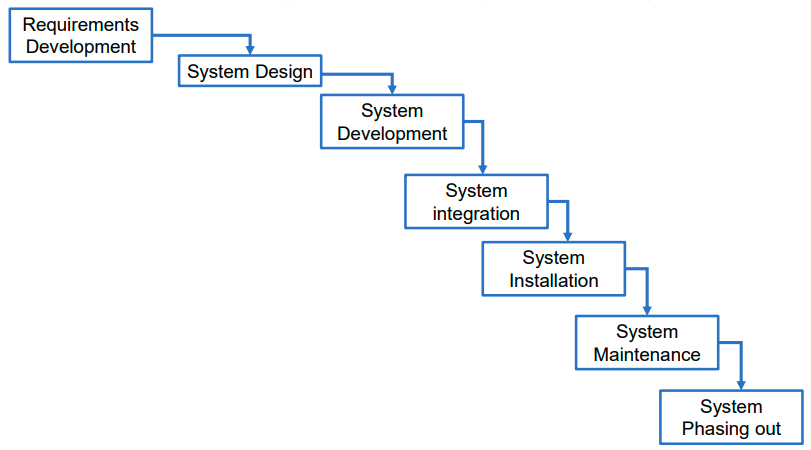 Requirements
Development
System Design
System
Development
System
integration
System
Installation
System
Maintenance
System
Phasing out